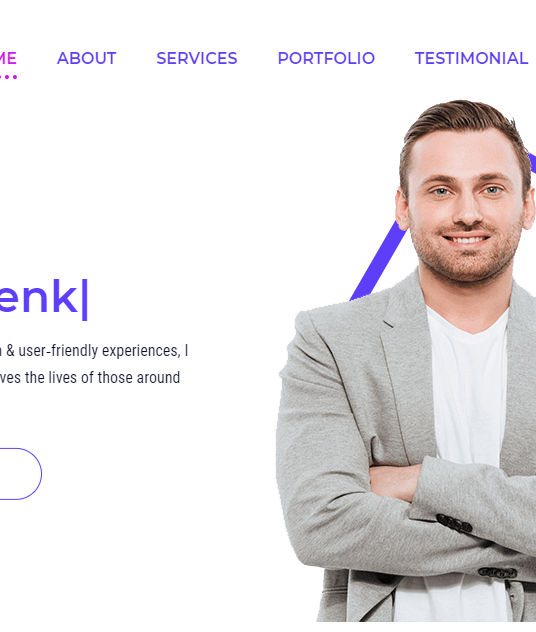 ME ABOUT SERVICES PORTFOLIO TESTIMONIAL
enk|
& user-friendly experiences, I
ves the lives of those around